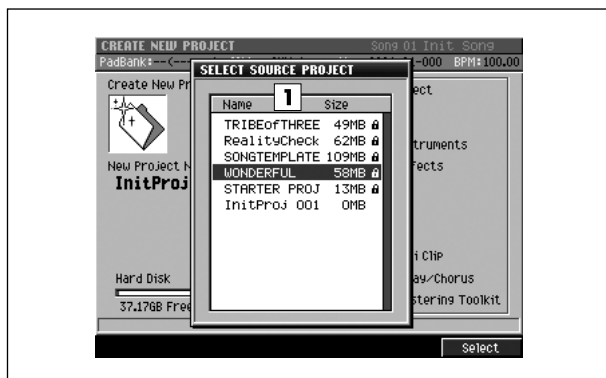 CREATE NEW PROJECT Song 01 Init Song
PadBank:--(- -000 BPM:100.00
SELECT SOURCE PROJECT
Create New Pr ect
1
Name Size
TRIBEofTHREE 49MB
RealityCheck 62MB
truments
SONGTEMPLATE 109MB
New Project N WONDERFUL 58MB fects
InitProj STARTER PROJ 13MB
InitProj 001 0MB
i Clip
Hard Disk ay/Chorus
37.17GB Free stering Toolkit
Select